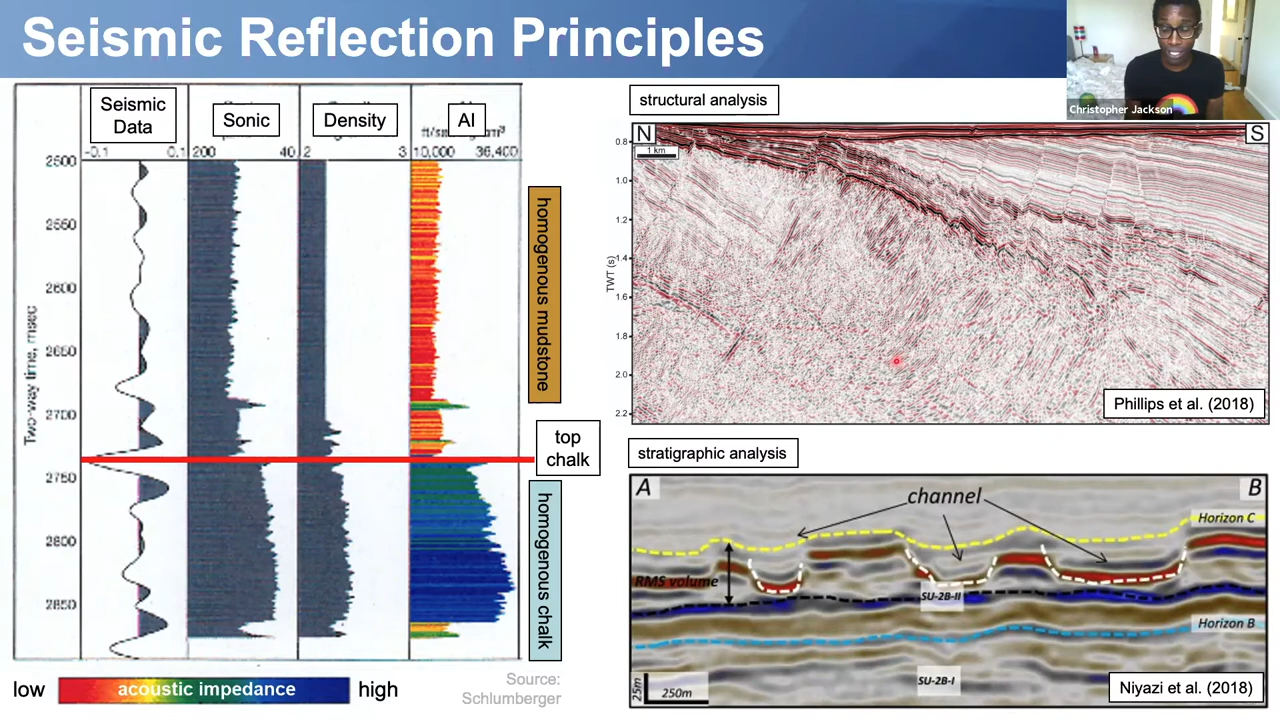 Seismic Reflection Principles
Christopher Jackson
Seismic
Data
Sonic
Density
AI
-0.1
0.1
200
40
2
3
10,000
36,400
Two-way time, msec
2500
2550
2600
2650
2700
2750
2800
2850
homogenous mudstone
top
chalk
homogenous chalk
low
acoustic impedance
high
Source:
Schlumberger
structural analysis
N
S
1 km
TWT (s)
0.8
1.0
1.2
1.4
1.6
1.8
2.0
2.2
Phillips et al. (2018)
stratigraphic analysis
A
B
channel
Horizon C
RMS volume
SU-2B-II
Horizon B
SU-2B-I
25m
250m
Niyazi et al. (2018)